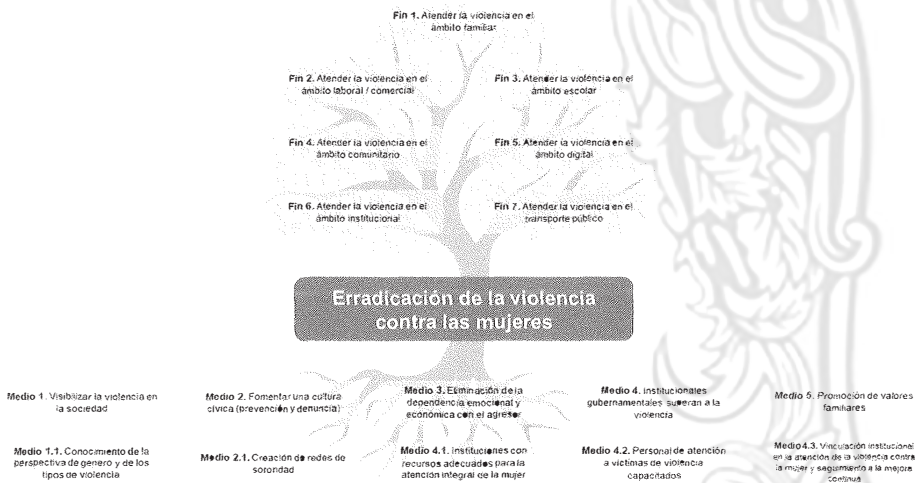 Fin 1. Atender la violencia en el
ámbito familiar
Fin 2. Atender la violencia en el
ámbito laboral / comercial
Fin 3. Atender la violencia en el
ámbito escolar
Fin 4. Atender la violencia en el
ámbito comunitario
Fin 5. Atender la violencia en el
ámbito digital
Fin 6. Atender la violencia en el
ámbito institucional
Fin 7. Atender la violencia en el
transporte público
Erradicación de la violencia
contra las mujeres
Medio 1. Visibilizar la violencia en
la sociedad
Medio 2. Fomentar una cultura
cívica (prevención y denuncia)
Medio 3. Eliminación de la
dependencia emocional y
económica con el agresor
Medio 4. Institucionales
gubernamentales superan a la
violencia
Medio 5. Promoción de valores
familiares
Medio 1.1. Conocimiento de la
perspectiva de genero y de los
tipos de violencia
Medio 2.1. Creación de redes de
sororidad
Medio 4.1. Instituciones con
recursos adecuados para la
atención integral de la mujer
Medio 4.2. Personal de atención
a víctimas de violencia
capacitados
Medio 4.3. Vinculación institucional
en la atención de la violencia contra
la mujer y seguimiento a la mejora
continua